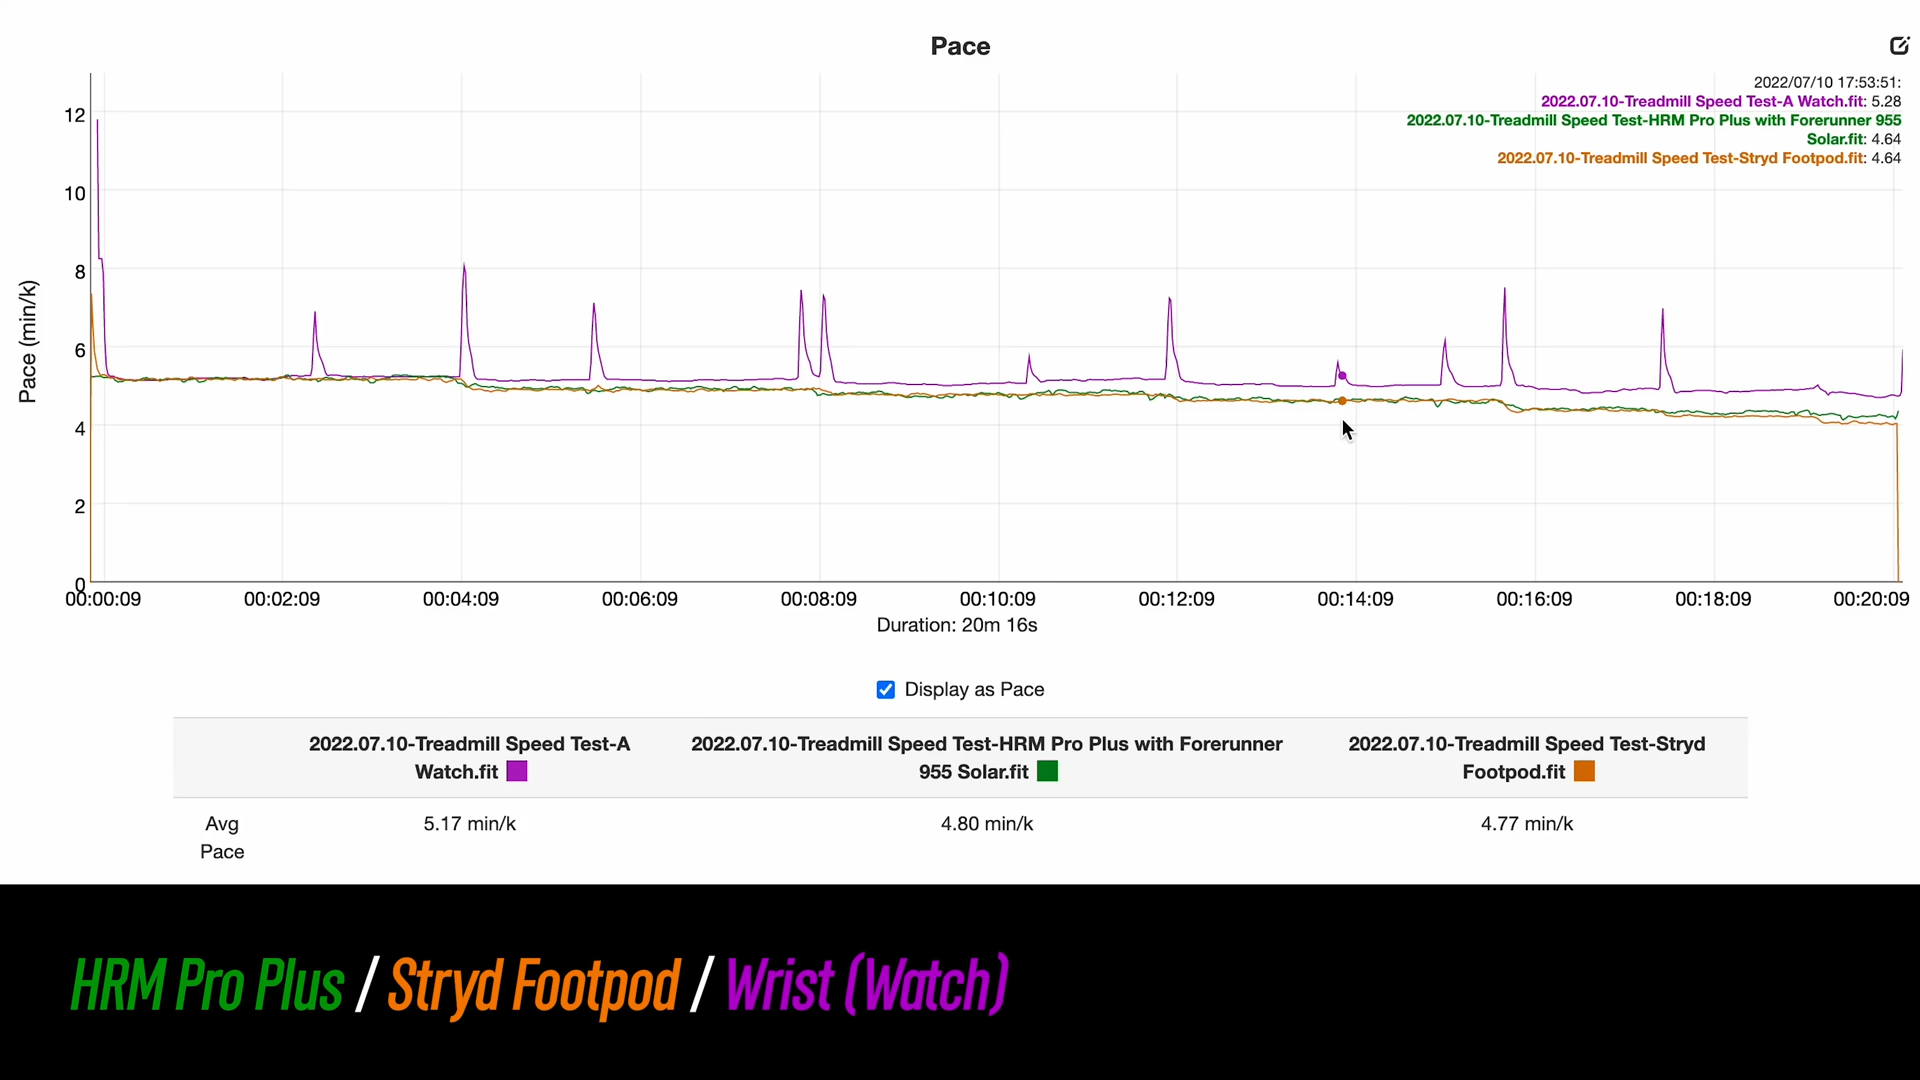 Pace
2022/07/10 17:53:51:
2022.07.10-Treadmill Speed Test-A Watch.fit: 5.28
2022.07.10-Treadmill Speed Test-HRM Pro Plus with Forerunner 955
Solar.fit: 4.64
2022.07.10-Treadmill Speed Test-Stryd Footpod.fit: 4.64
Pace (min/k)
12
10
8
6
4
2
0
00:00:09 00:02:09 00:04:09 00:06:09 00:08:09 00:10:09 00:12:09 00:14:09 00:16:09 00:18:09 00:20:09
Duration: 20m 16s
Display as Pace
2022.07.10-Treadmill Speed Test-A
Watch.fit
2022.07.10-Treadmill Speed Test-HRM Pro Plus with Forerunner
955 Solar.fit
2022.07.10-Treadmill Speed Test-Stryd
Footpod.fit
Avg
Pace
5.17 min/k
4.80 min/k
4.77 min/k
HRM Pro Plus / Stryd Footpod / Wrist (Watch)